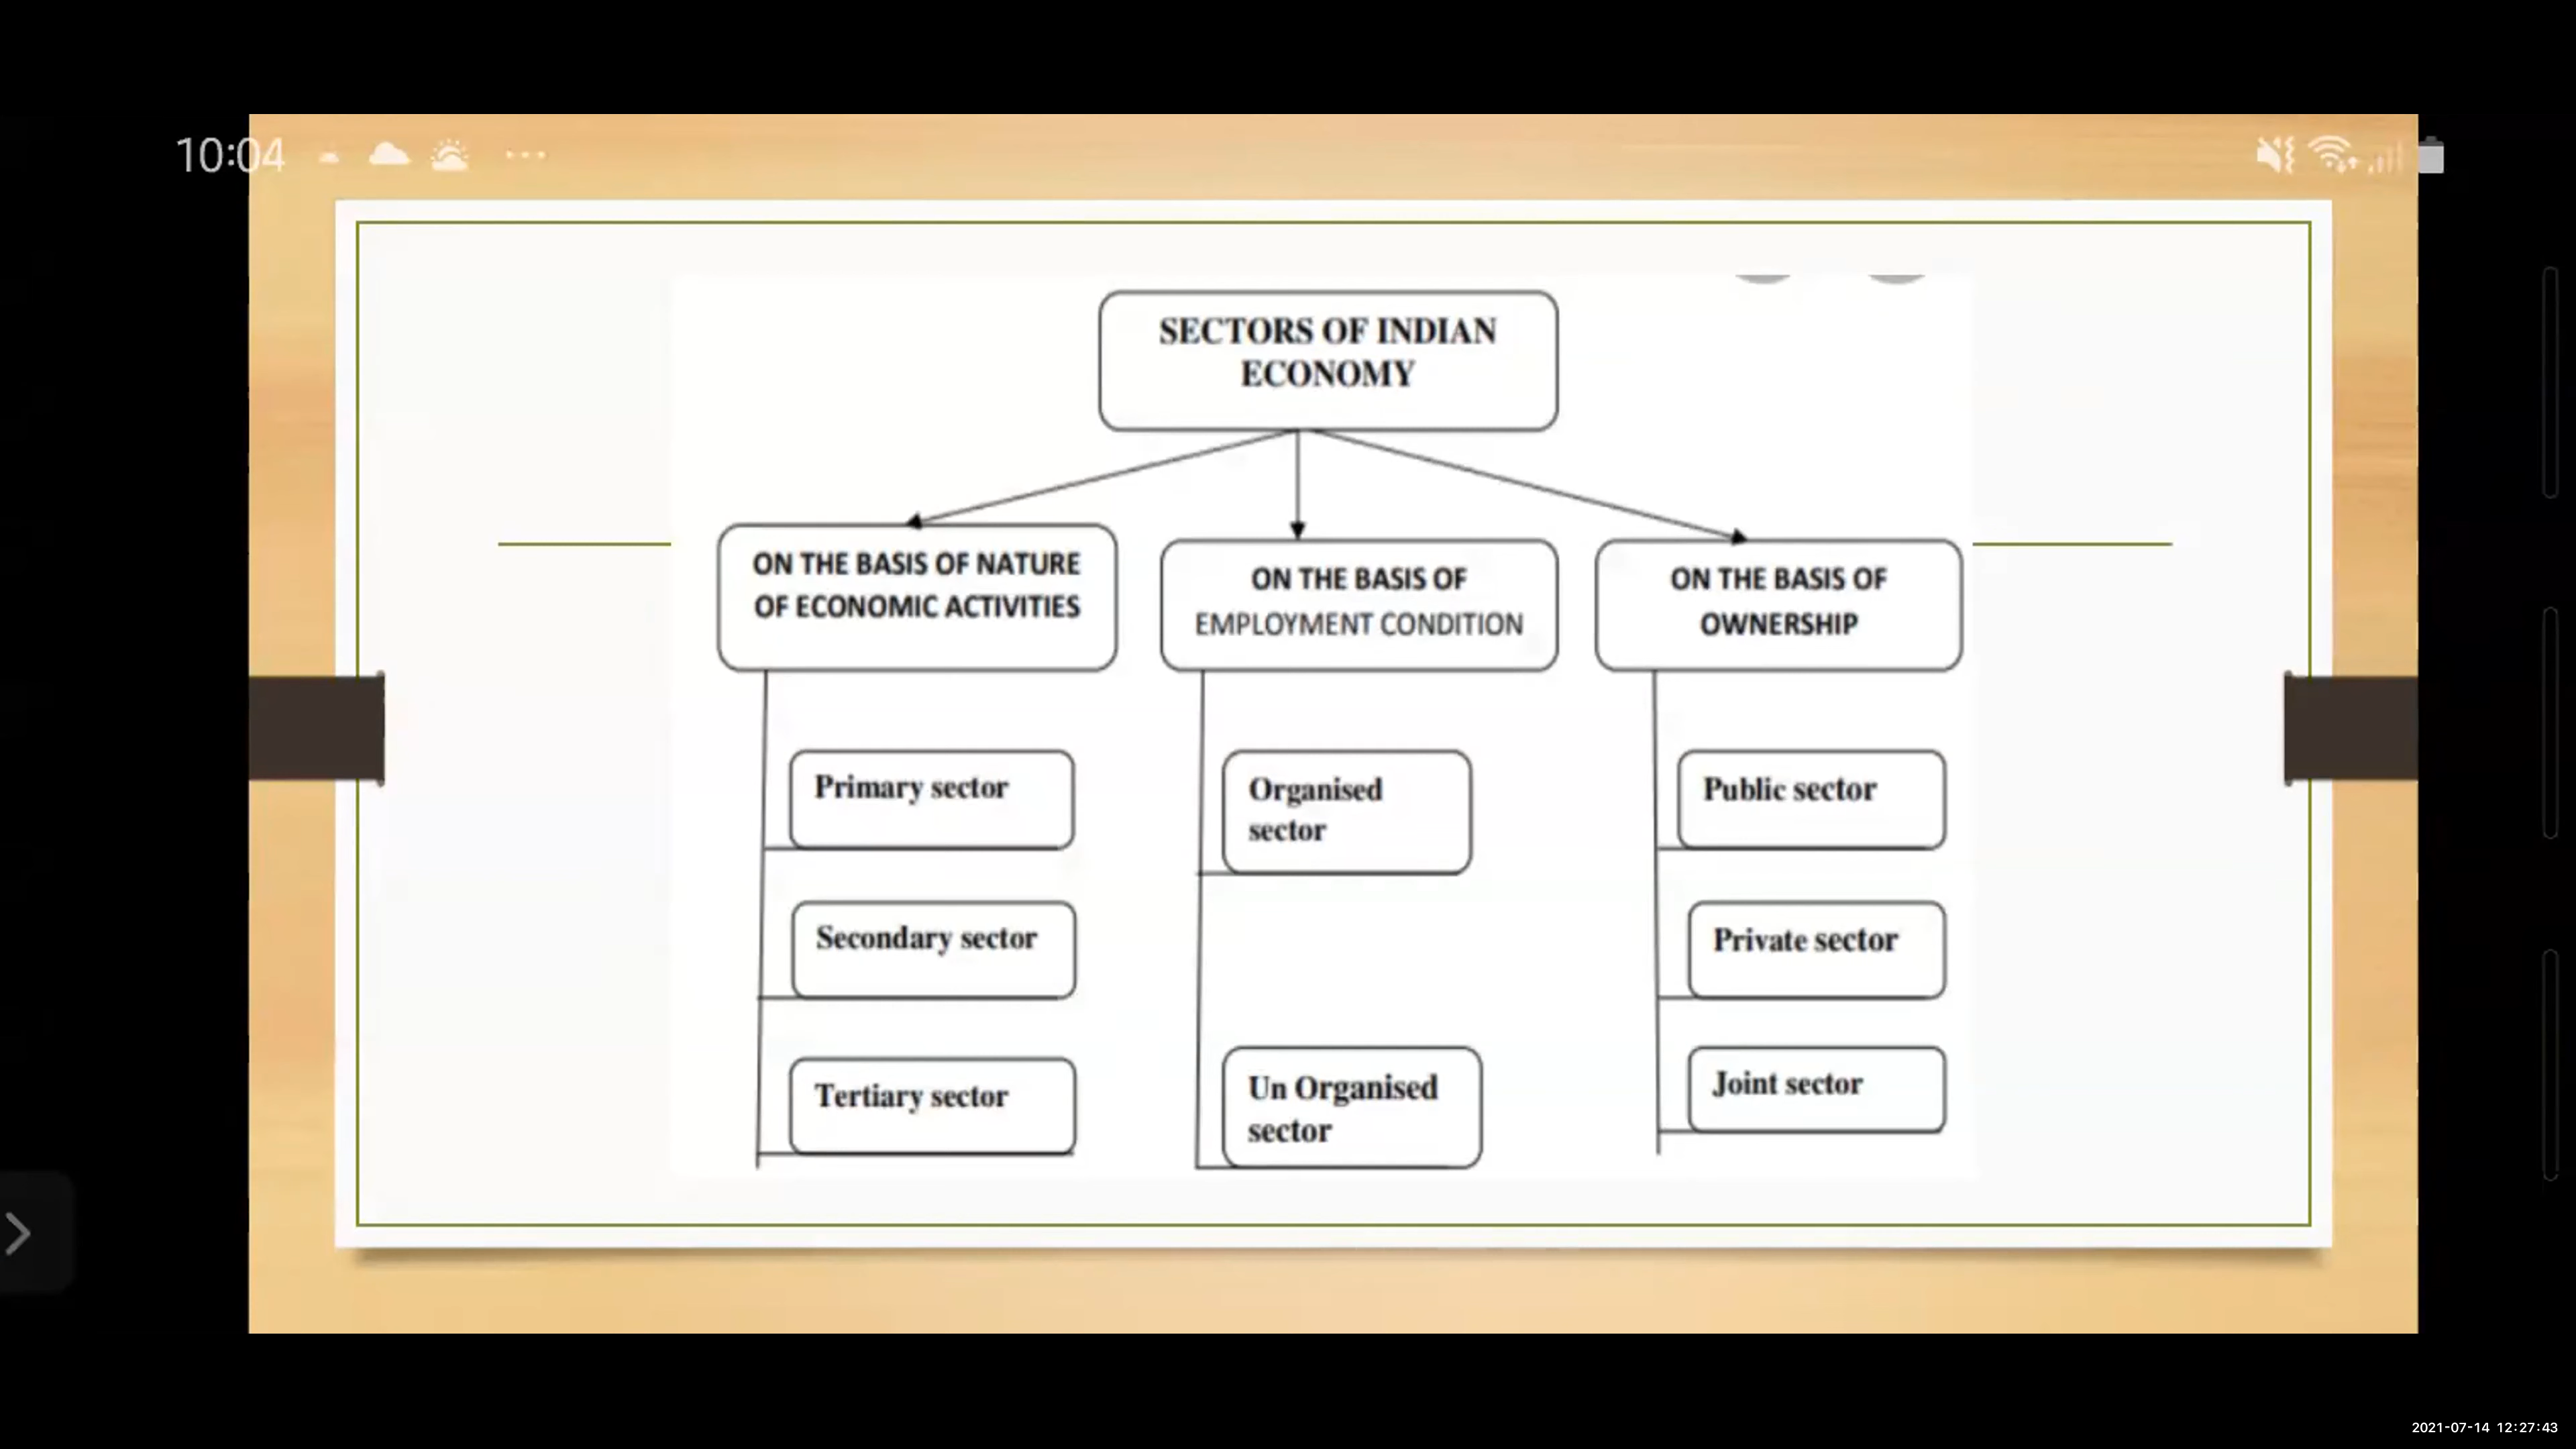 10:04
SECTORS OF INDIAN
ECONOMY
ON THE BASIS OF NATURE
OF ECONOMIC ACTIVITIES
ON THE BASIS OF
EMPLOYMENT CONDITION
ON THE BASIS OF
OWNERSHIP
Primary sector
Organised
sector
Public sector
Secondary sector
Private sector
Tertiary sector
Un Organised
sector
Joint sector
2021-07-14 12:27:43